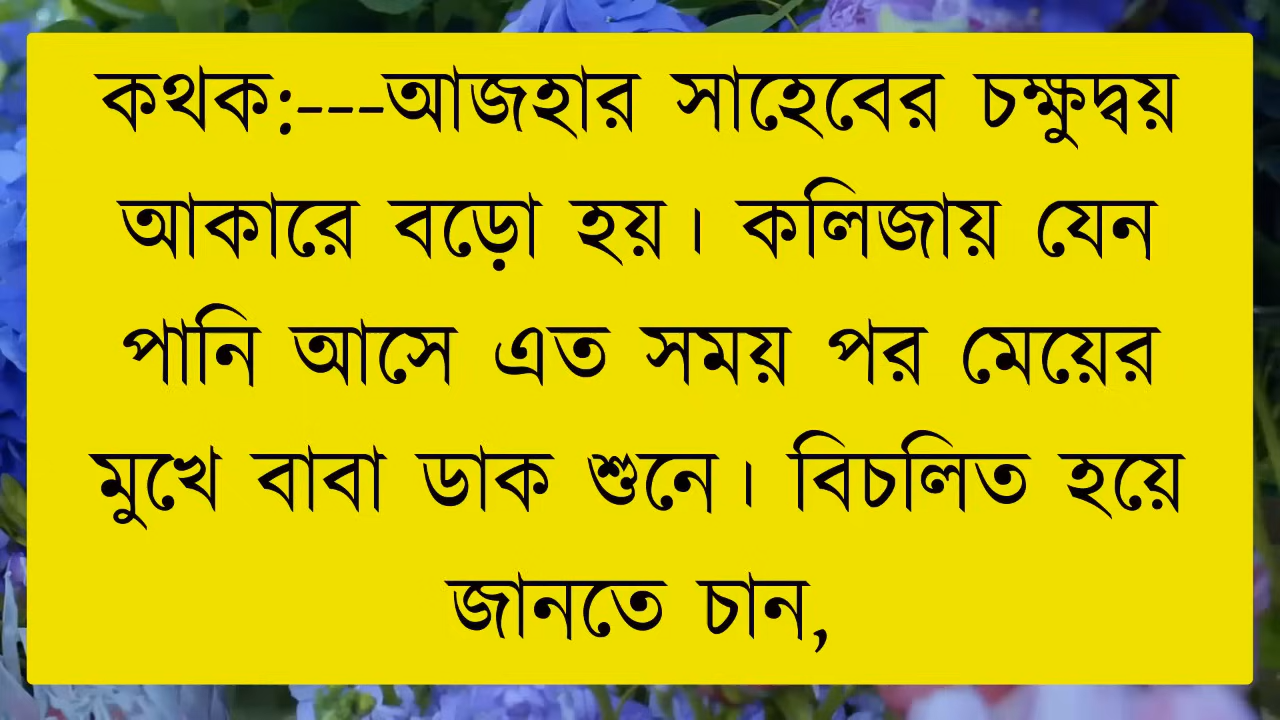 কথক:---আজহার সাহেবের চক্ষুদ্বয়
আকারে বড়ো হয়। কলিজায় যেন
পানি আসে এত সময় পর মেয়ের
মুখে বাবা ডাক শুনে। বিচলিত হয়ে
জানতে চান,